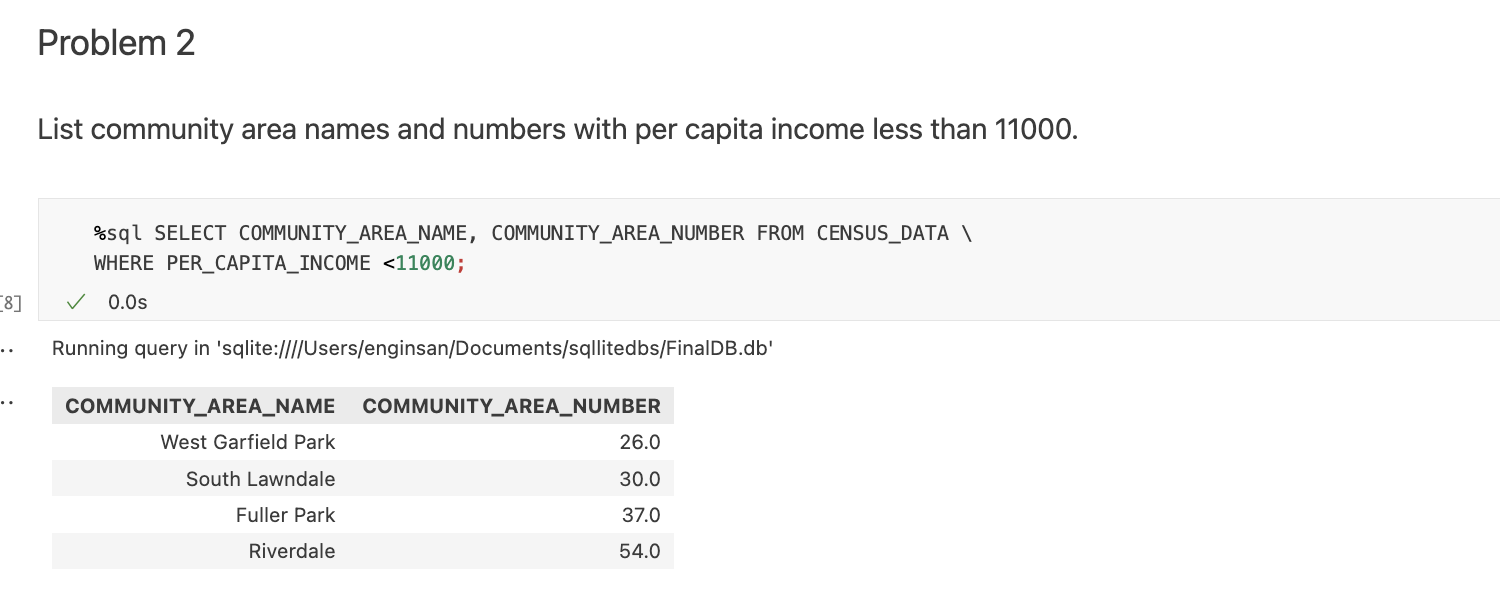 Problem 2
List community area names and numbers with per capita income less than 11000.
%sql SELECT COMMUNITY_AREA_NAME, COMMUNITY_AREA_NUMBER FROM CENSUS_DATA \
WHERE PER_CAPITA_INCOME <11000;
[8] ✓ 0.0s
.. Running query in 'sqlite:////Users/enginsan/Documents/sqllitedbs/FinalDB.db'
.. COMMUNITY_AREA_NAME COMMUNITY_AREA_NUMBER
West Garfield Park 26.0
South Lawndale 30.0
Fuller Park 37.0
Riverdale 54.0